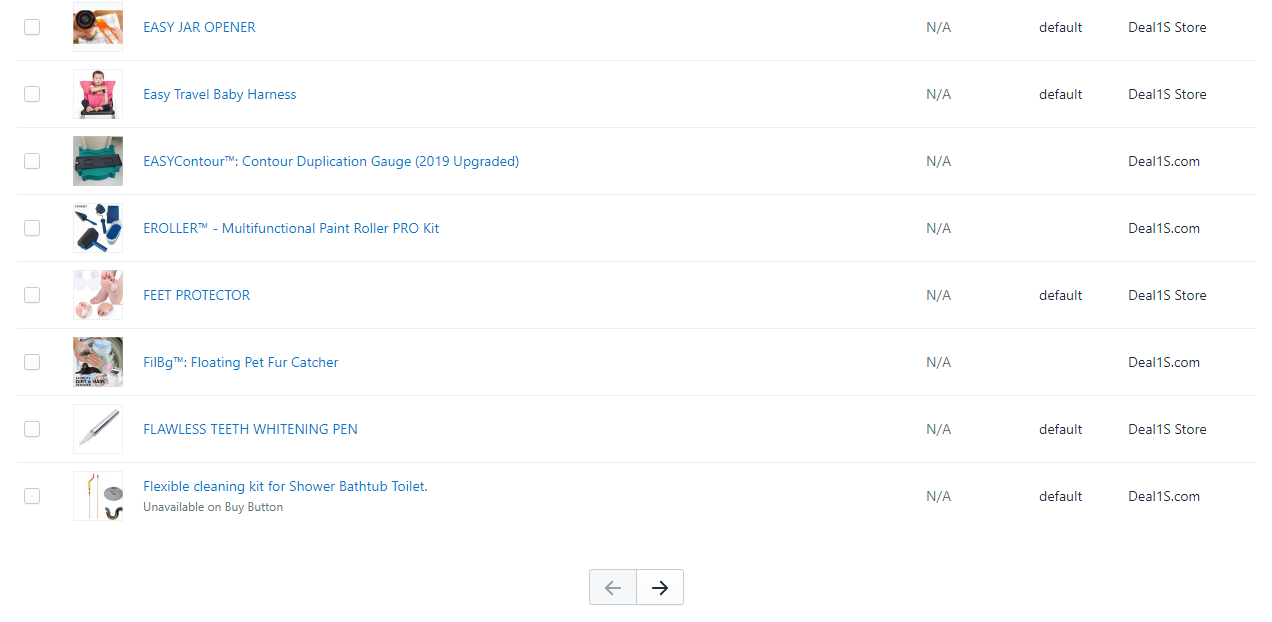 EASY JAR OPENER N/A default Deal1S Store
Easy Travel Baby Harness N/A default Deal1S Store
EASYContour™: Contour Duplication Gauge (2019 Upgraded) N/A Deal1S.com
EROLLER™ - Multifunctional Paint Roller PRO Kit N/A Deal1S.com
FEET PROTECTOR N/A default Deal1S Store
FilBg™: Floating Pet Fur Catcher N/A Deal1S.com
DIRT & HAIR
FLAWLESS TEETH WHITENING PEN N/A default Deal1S Store
Flexible cleaning kit for Shower Bathtub Toilet. N/A default Deal1S.com
Unavailable on Buy Button